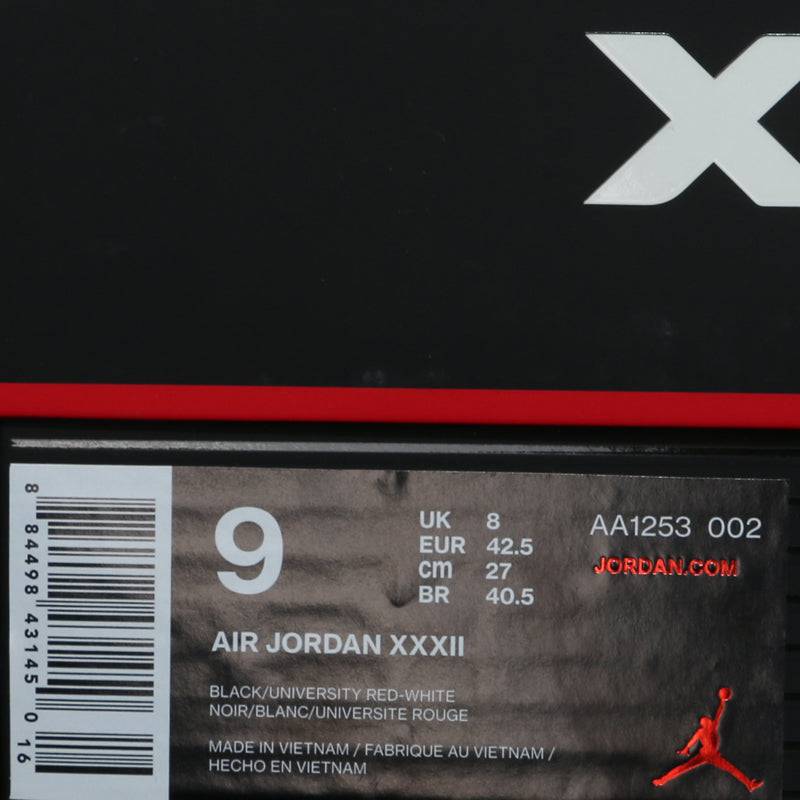 X
8 84498 43145 0 16
9
UK 8
EUR 42.5
cm 27
BR 40.5
AA1253 002
JORDAN.COM
AIR JORDAN XXXII
BLACK/UNIVERSITY RED-WHITE
NOIR/BLANC/UNIVERSITE ROUGE
MADE IN VIETNAM / FABRIQUE AU VIETNAM /
HECHO EN VIETNAM